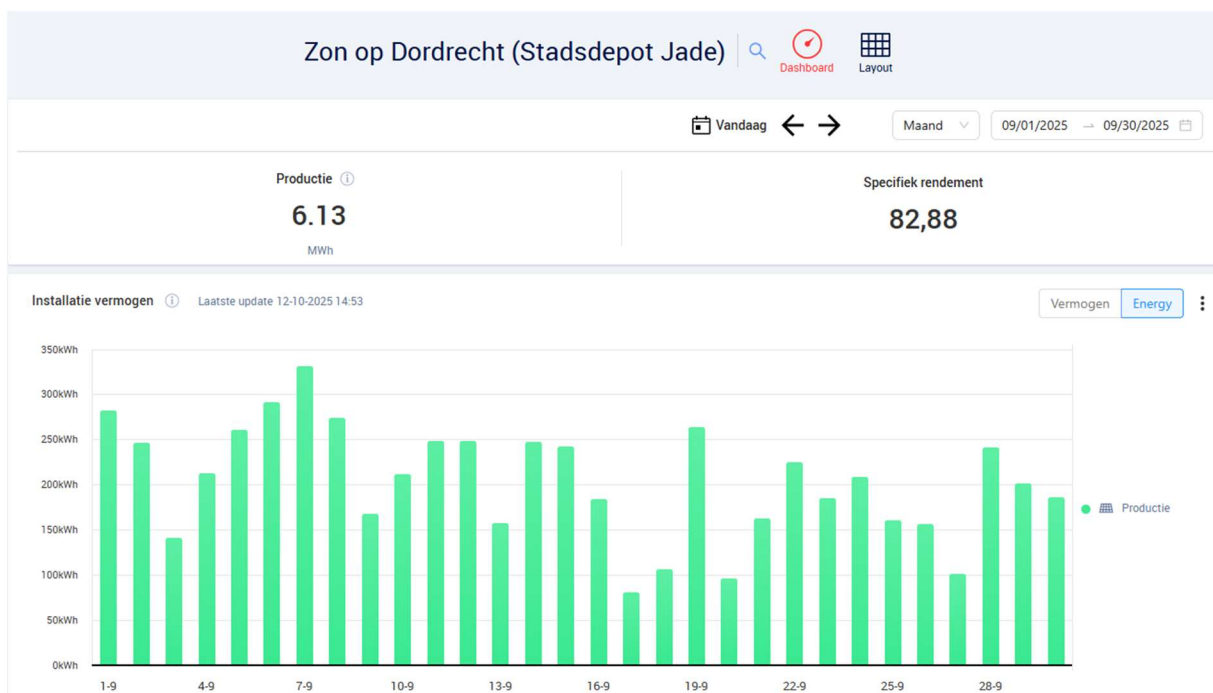 Zon op Dordrecht (Stadsdepot Jade)
Dashboard
Layout
Vandaag
Maand
09/01/2025 → 09/30/2025
Productie
6.13
MWh
Specifiek rendement
82,88
Installatie vermogen
Laatste update 12-10-2025 14:53
Vermogen
Energy
350kWh
300kWh
250kWh
200kWh
150kWh
100kWh
50kWh
0kWh
Productie
1-9 4-9 7-9 10-9 13-9 16-9 19-9 22-9 25-9 28-9